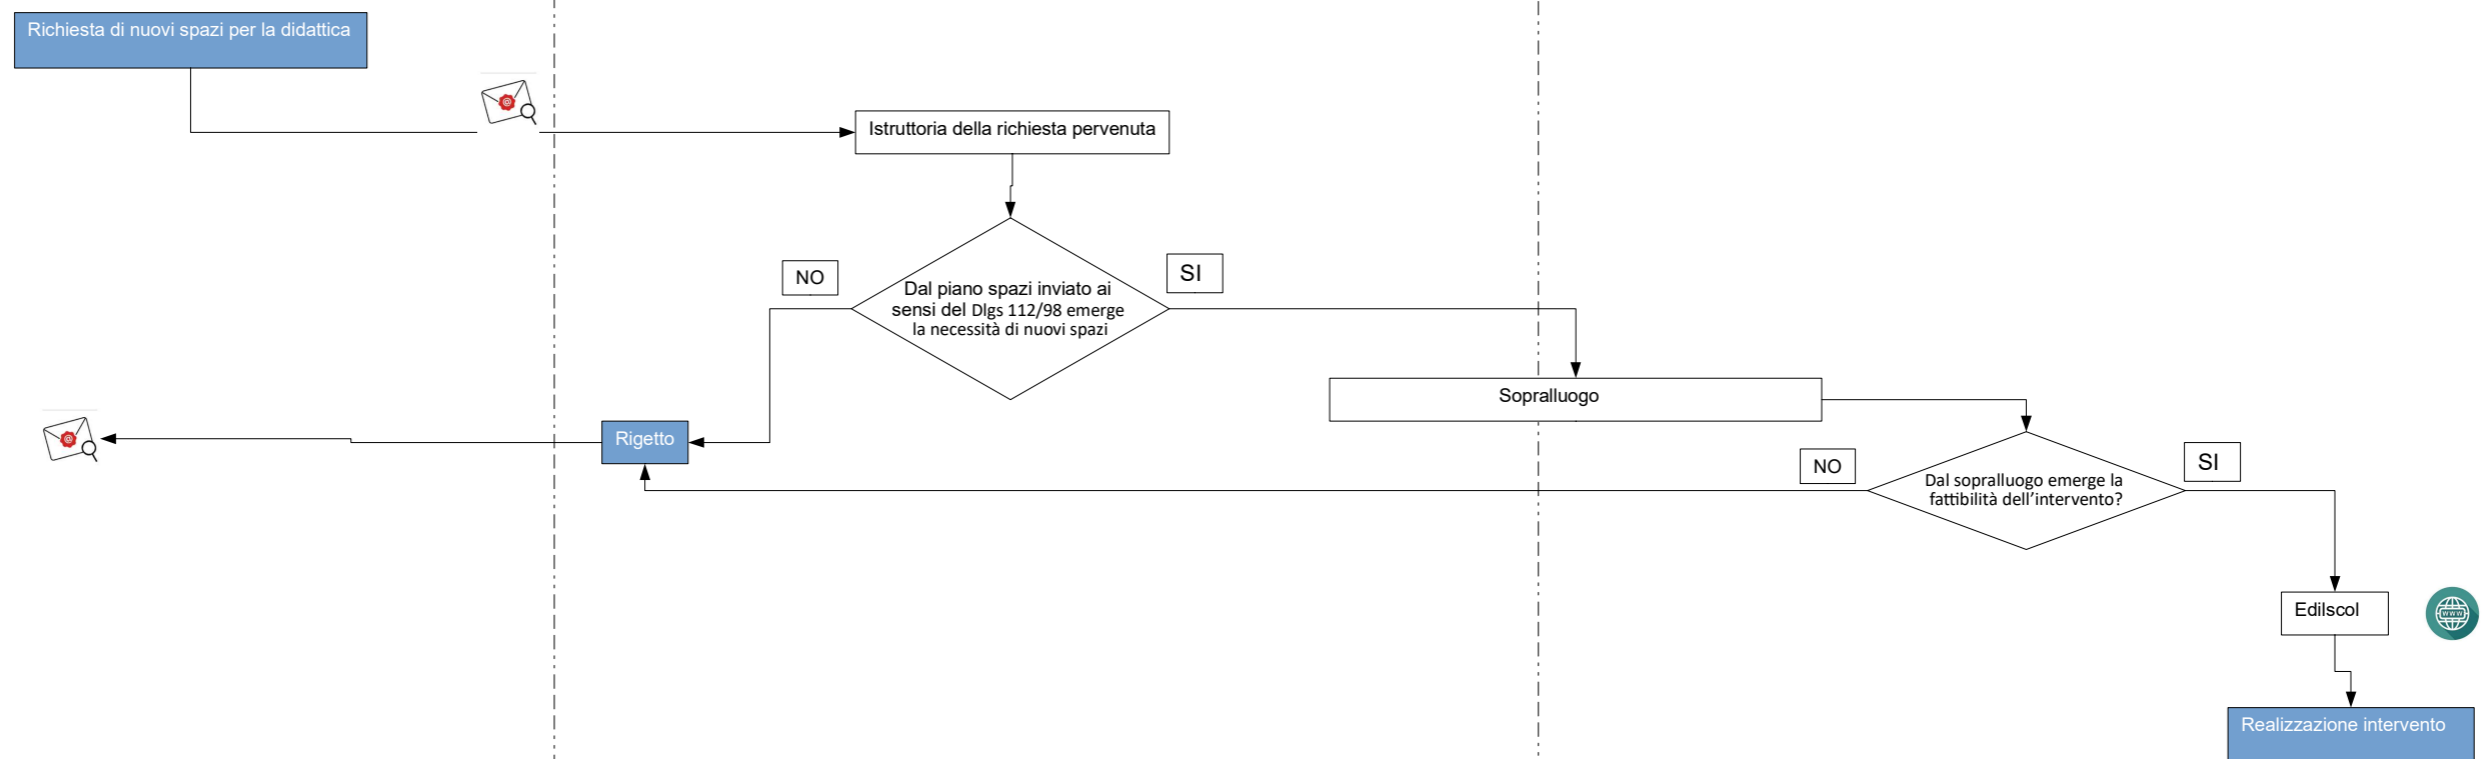 Richiesta di nuovi spazi per la didattica
@
Istruttoria della richiesta pervenuta
NO
SI
Dal piano spazi inviato ai
sensi del Dlgs 112/98 emerge
la necessità di nuovi spazi
Sopralluogo
@
Rigetto
NO
SI
Dal sopralluogo emerge la
fattibilità dell’intervento?
Edilscol
www
Realizzazione intervento